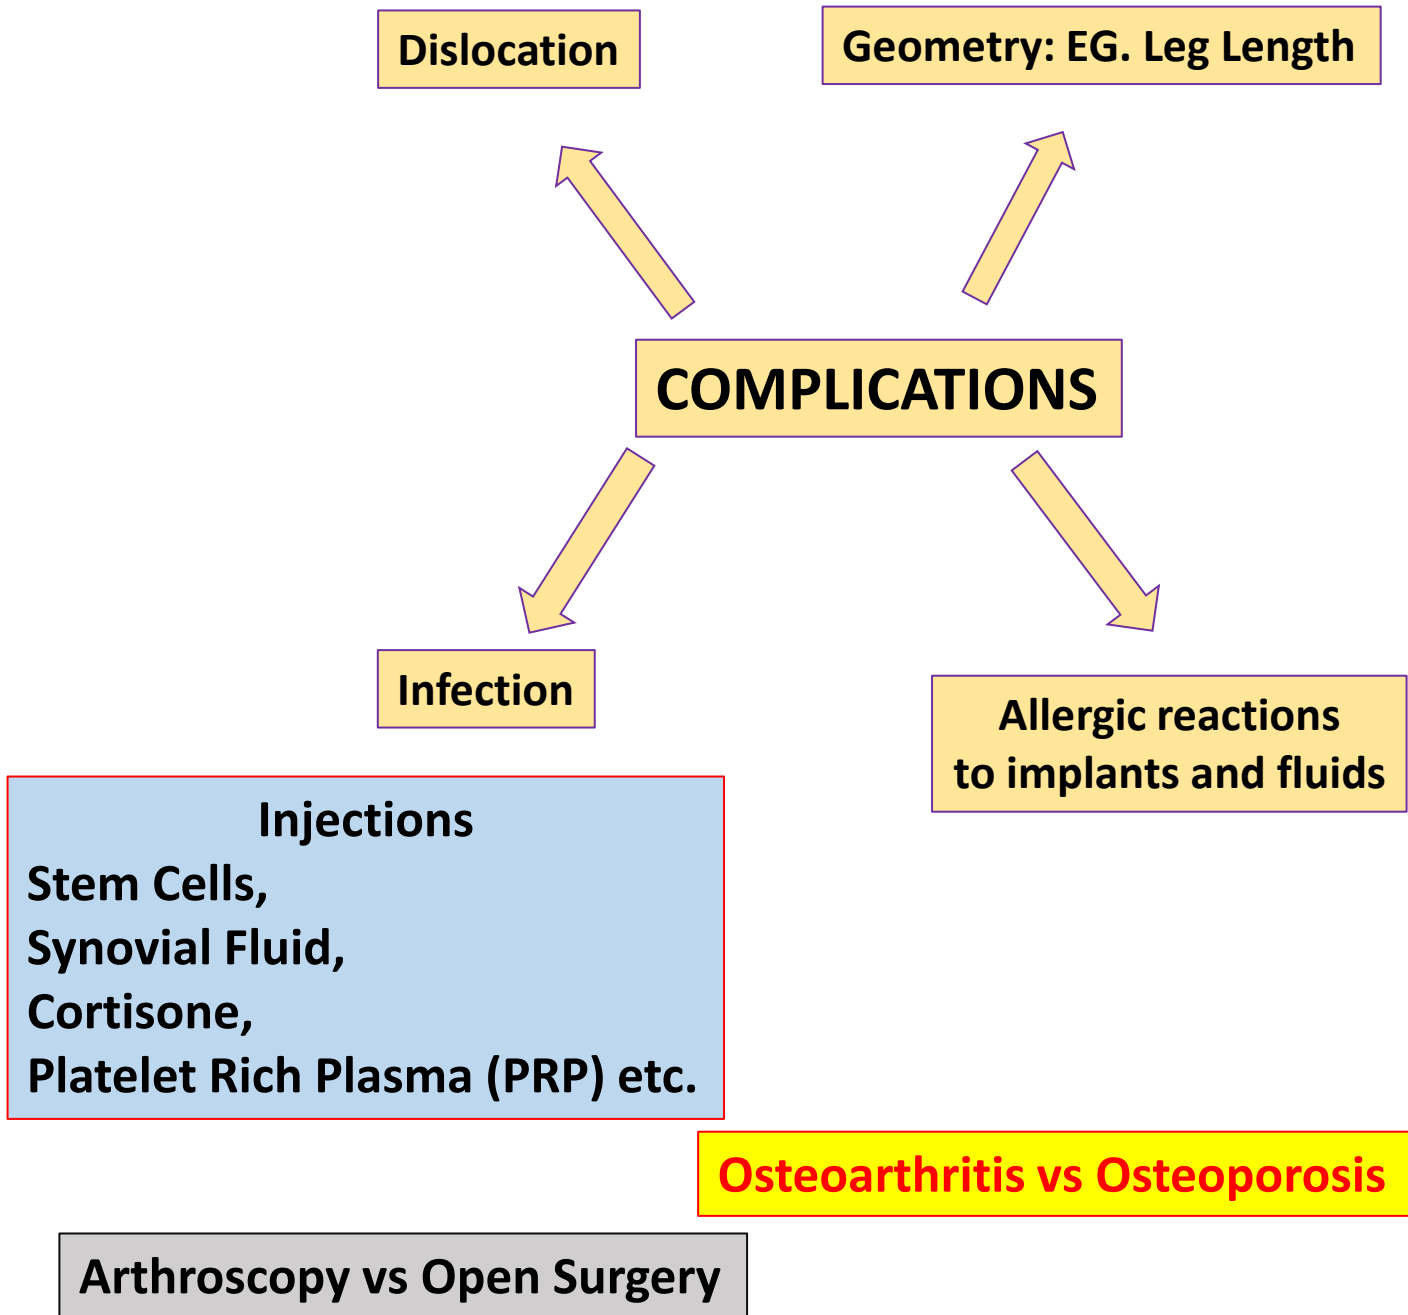 Dislocation
Geometry: EG. Leg Length
COMPLICATIONS
Infection
Allergic reactions
to implants and fluids
Injections
Stem Cells,
Synovial Fluid,
Cortisone,
Platelet Rich Plasma (PRP) etc.
Osteoarthritis vs Osteoporosis
Arthroscopy vs Open Surgery